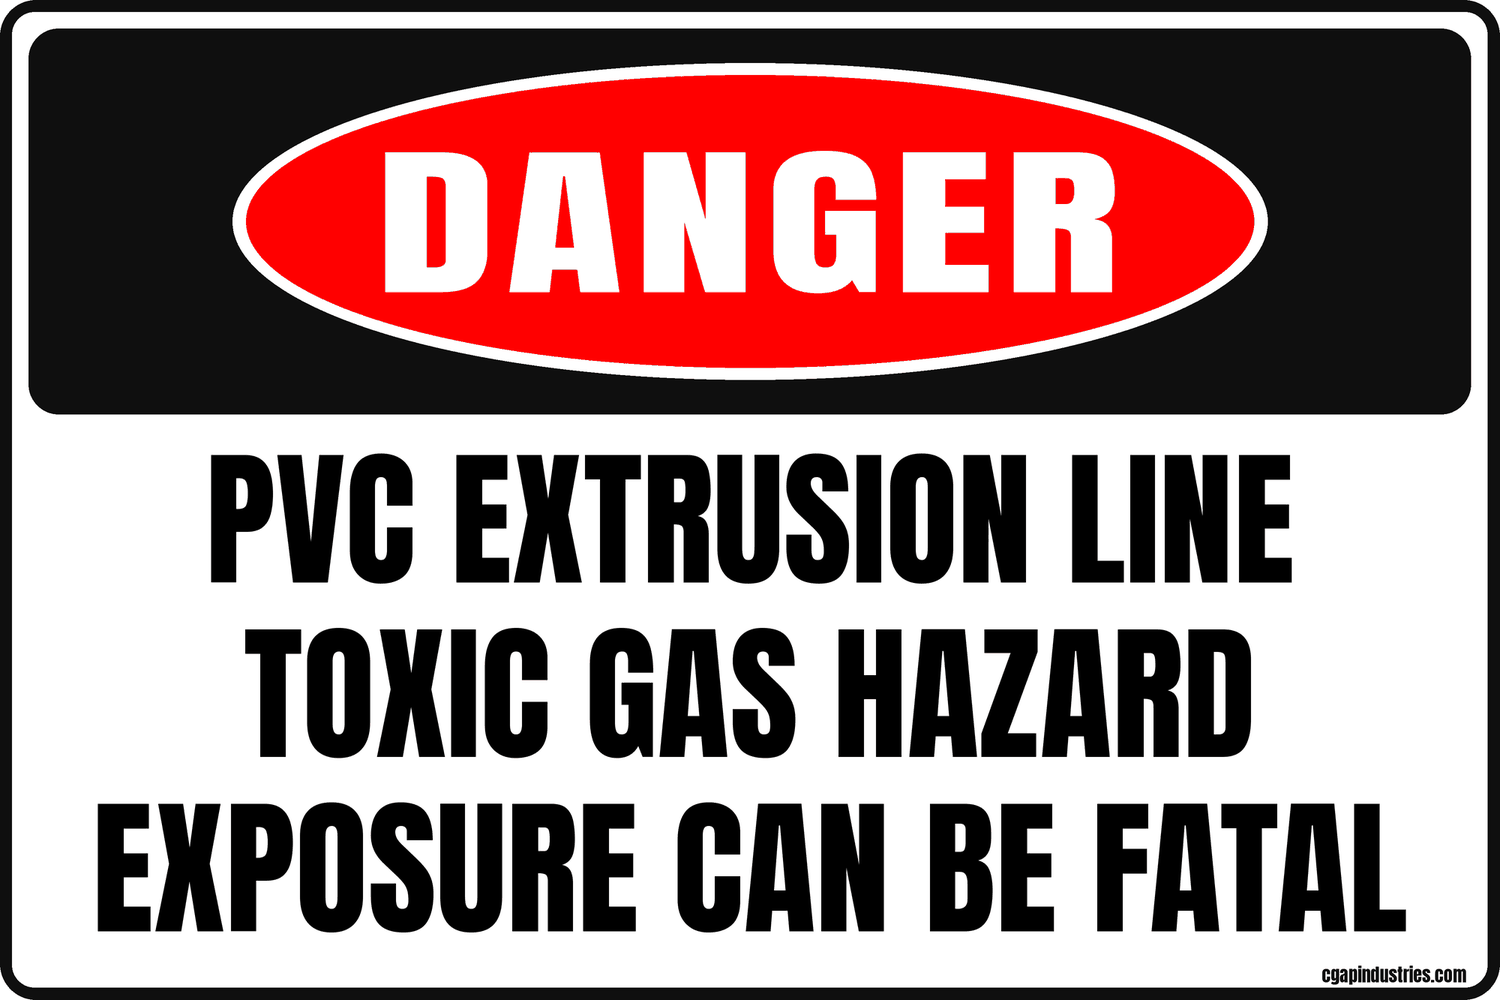 DANGER
PVC EXTRUSION LINE
TOXIC GAS HAZARD
EXPOSURE CAN BE FATAL
cgapindustries.com